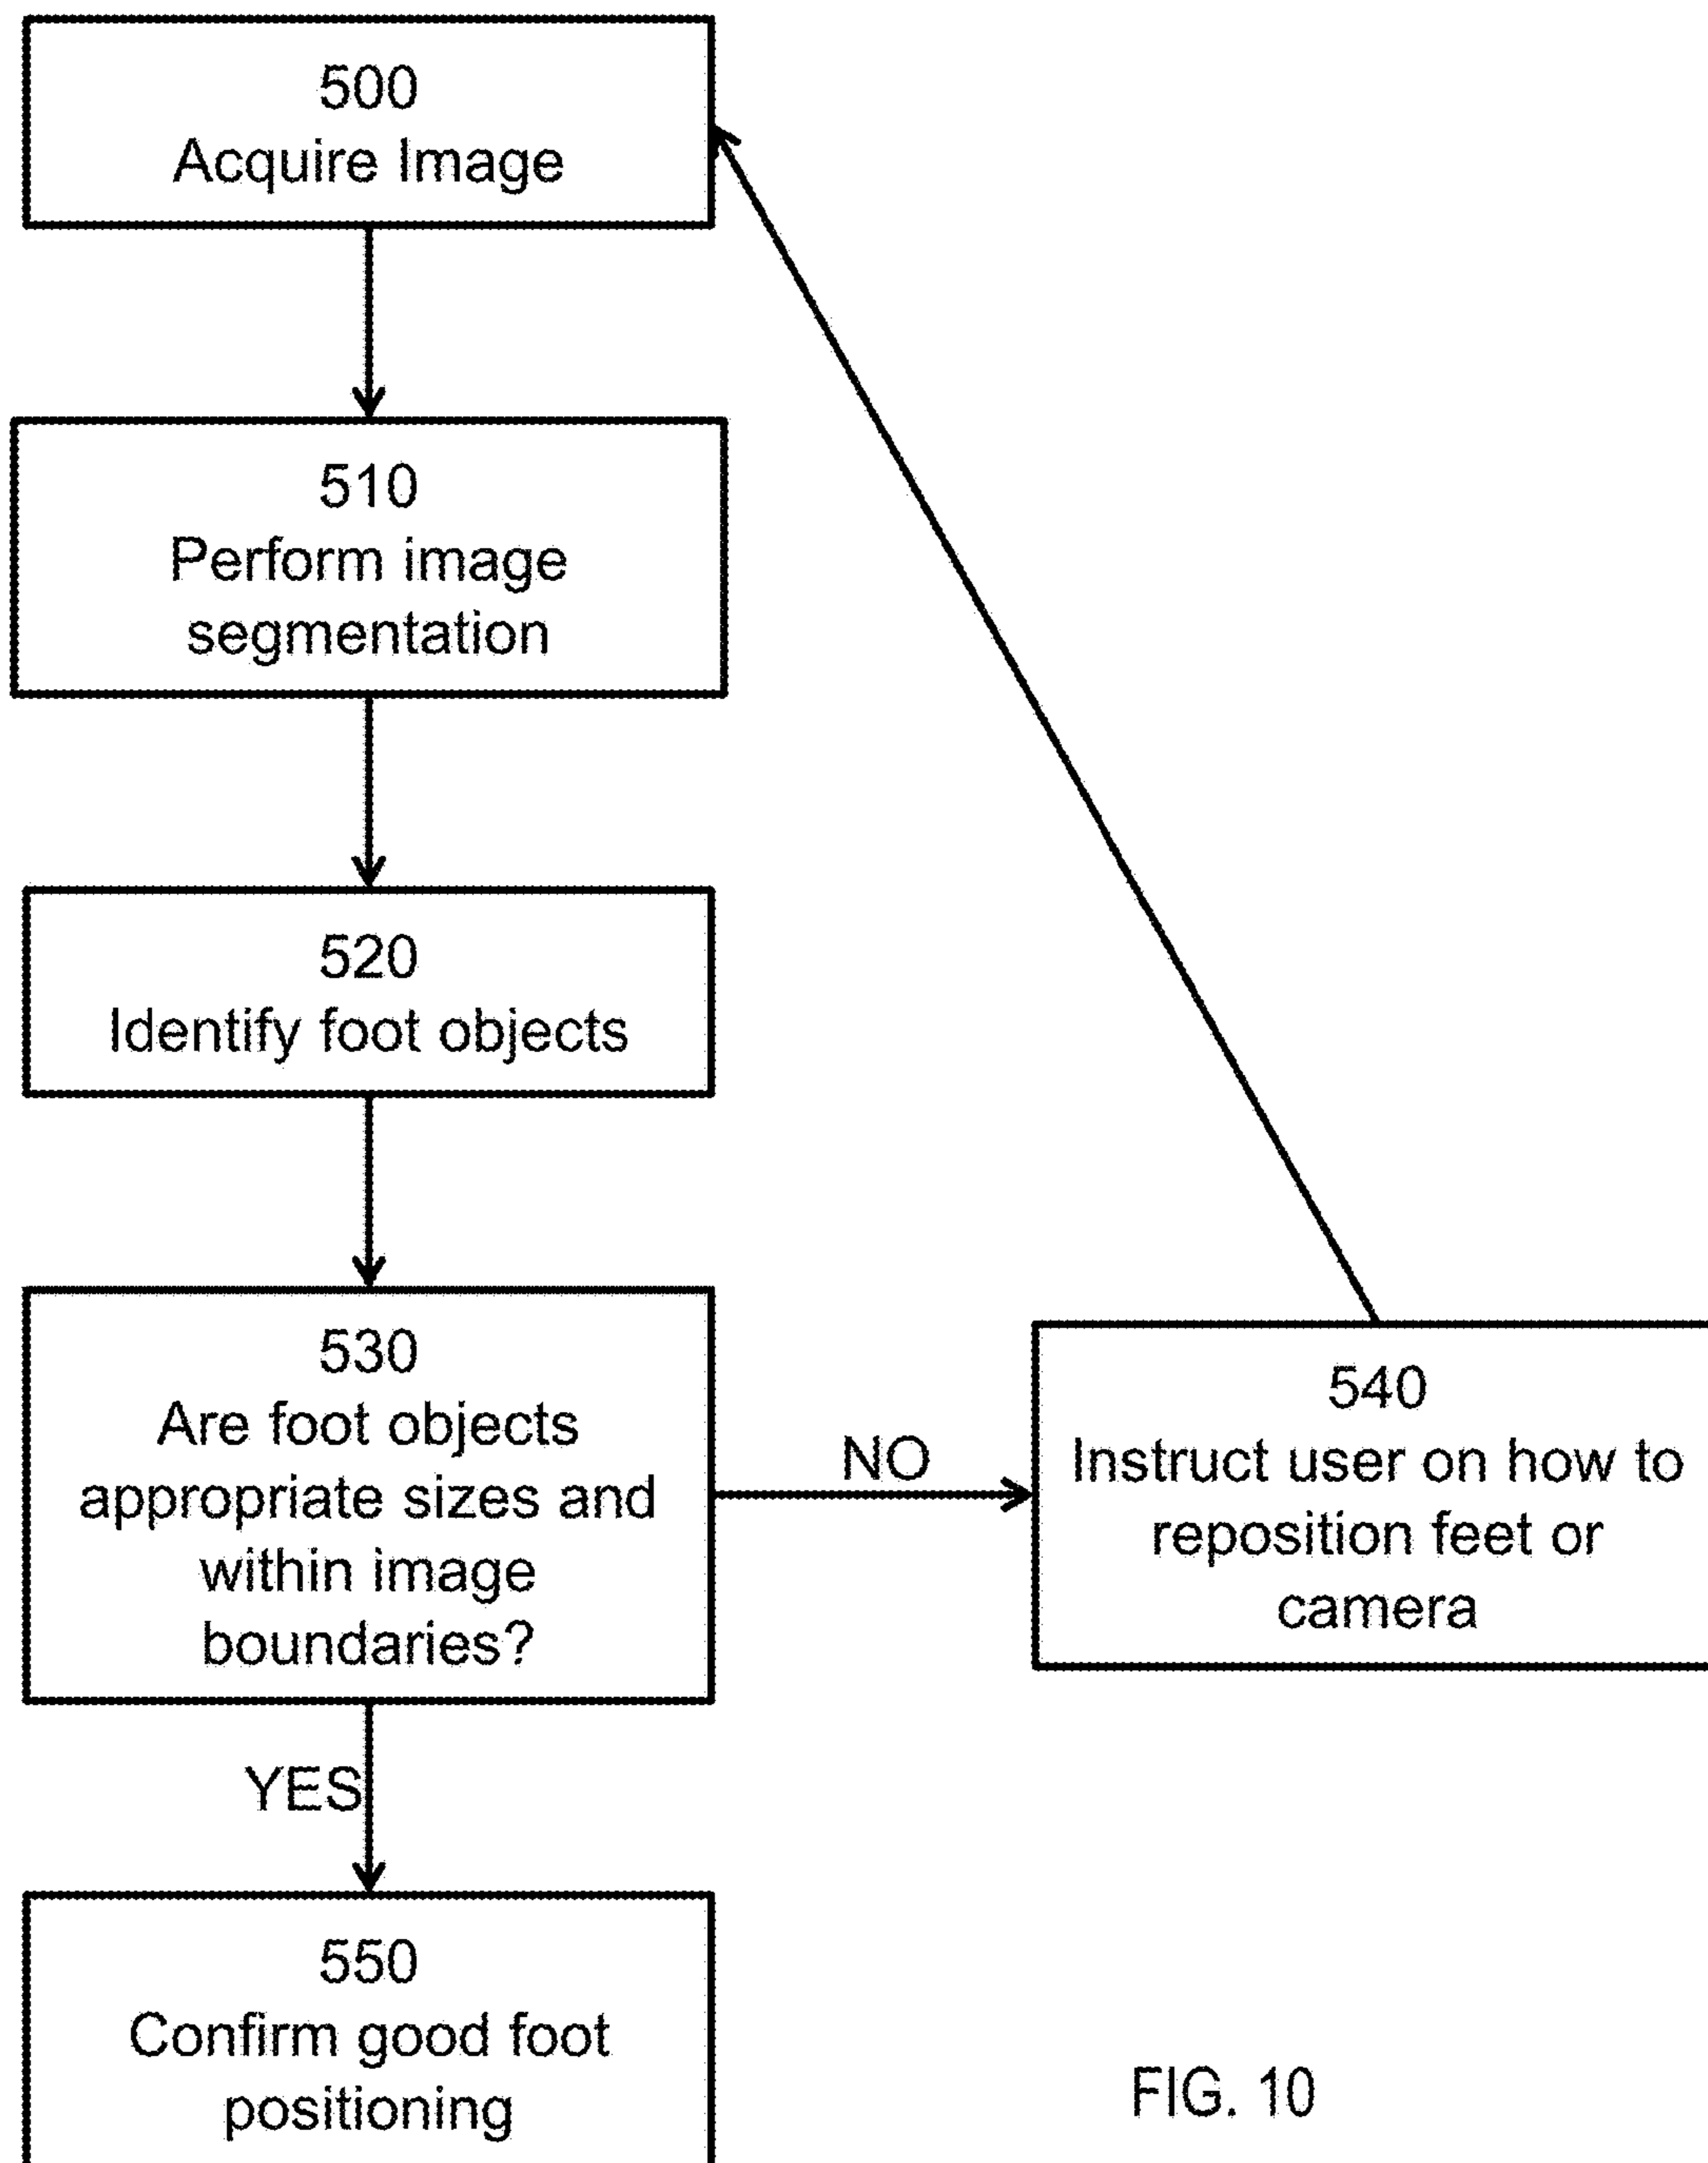 500
Acquire Image
510
Perform image
segmentation
520
Identify foot objects
530
Are foot objects
appropriate sizes and
within image
boundaries?
NO
540
Instruct user on how to
reposition feet or
camera
YES
550
Confirm good foot
positioning
FIG. 10